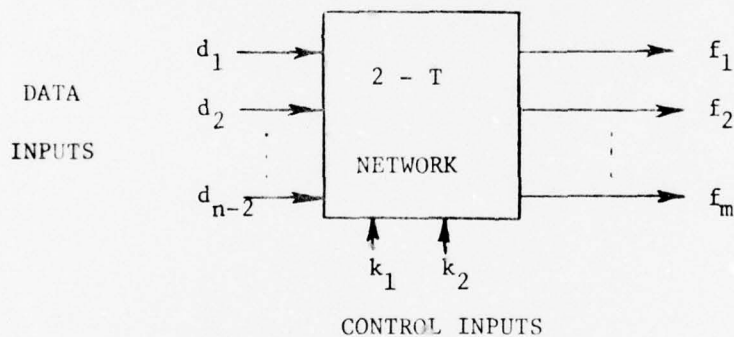 d1 f1
2 - T
DATA
d2 f2
INPUTS
NETWORK
dn-2 fm
k1 k2
CONTROL INPUTS